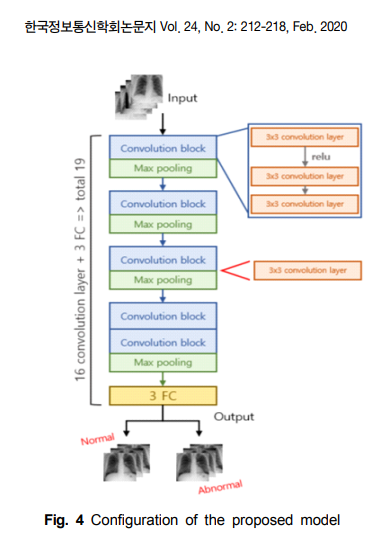 한국정보통신학회논문지 Vol. 24, No. 2: 212-218, Feb. 2020
Input
Convolution block
Max pooling
3x3 convolution layer
relu
3x3 convolution layer
3x3 convolution layer
Convolution block
Max pooling
Convolution block
Max pooling
3x3 convolution layer
Convolution block
Convolution block
Max pooling
3 FC
16 convolution layer + 3 FC => total 19
Output
Normal
Abnormal
Fig. 4 Configuration of the proposed model